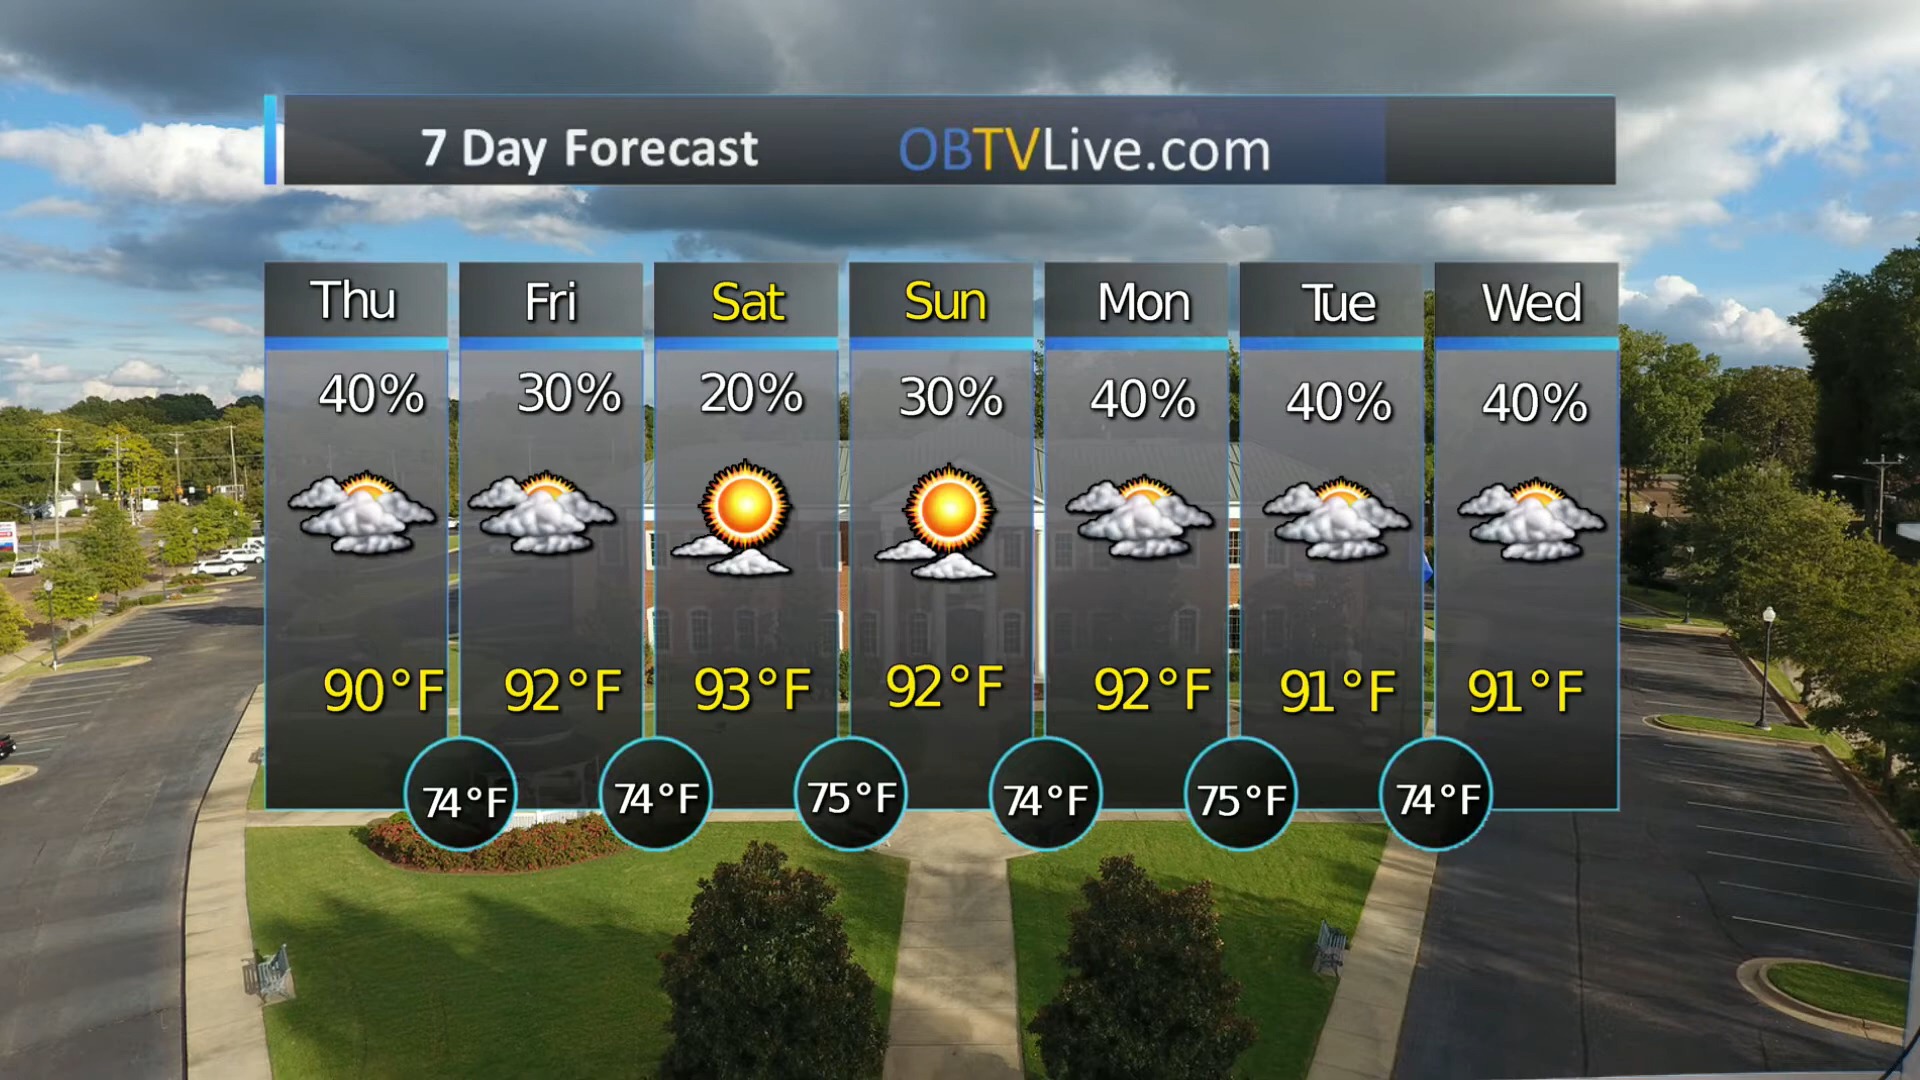 7 Day Forecast OBTVLive.com
Thu Fri Sat Sun Mon Tue Wed
40% 30% 20% 30% 40% 40% 40%
90°F 92°F 93°F 92°F 92°F 91°F 91°F
74°F 74°F 75°F 74°F 75°F 74°F